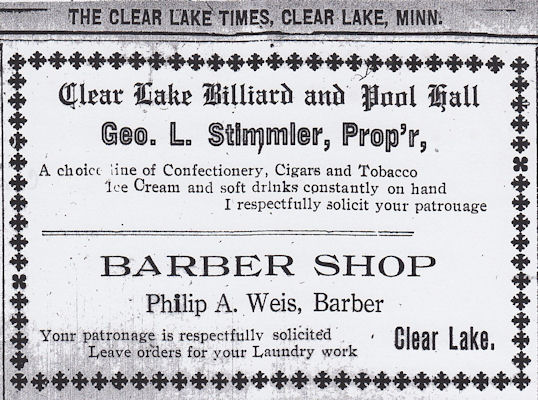 THE CLEAR LAKE TIMES, CLEAR LAKE, MINN.
Clear Lake Billiard and Pool Hall
Geo. L. Stimmler, Prop'r,
A choice line of Confectionery, Cigars and Tobacco
Ice Cream and soft drinks constantly on hand
I respectfully solicit your patrouage
BARBER SHOP
Philip A. Weis, Barber
Your patronage is respectfully solicited
Leave orders for your Laundry work
Clear Lake.